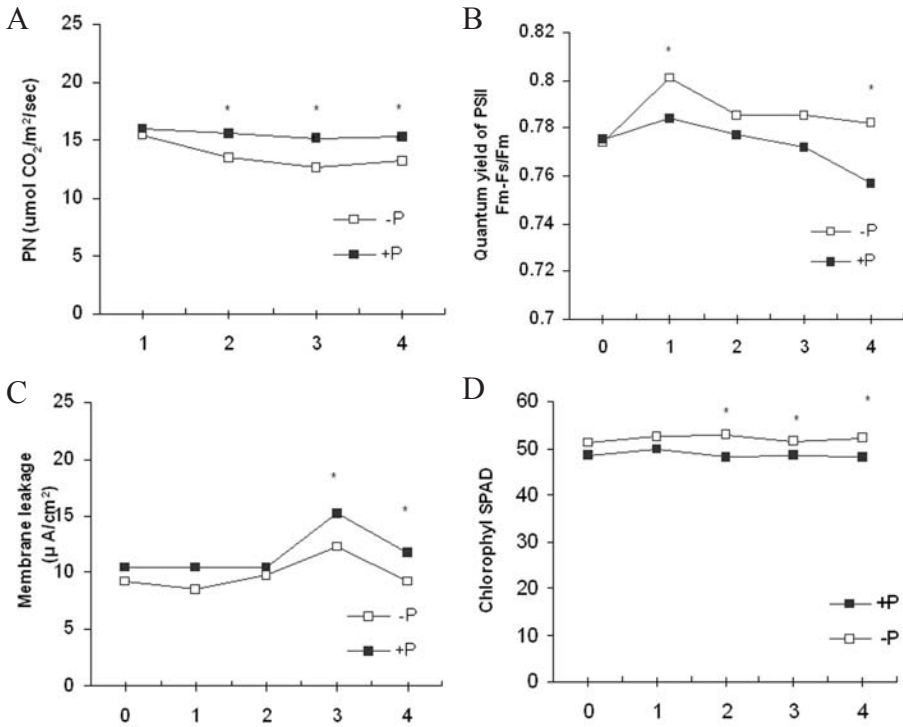 A
25
20
15
10
5
0
PN (umol CO₂/m²/sec)
* * *
-P
+P
1 2 3 4
B
0.82
0.8
0.78
0.76
0.74
0.72
0.7
Quantum yield of PSII
Fm-Fs/Fm
* *
-P
+P
0 1 2 3 4
C
25
20
15
10
5
0
Membrane leakage
(μ A/cm²)
* *
-P
+P
0 1 2 3 4
D
60
50
40
30
20
10
0
Chlorophyl SPAD
* * *
+P
-P
0 1 2 3 4